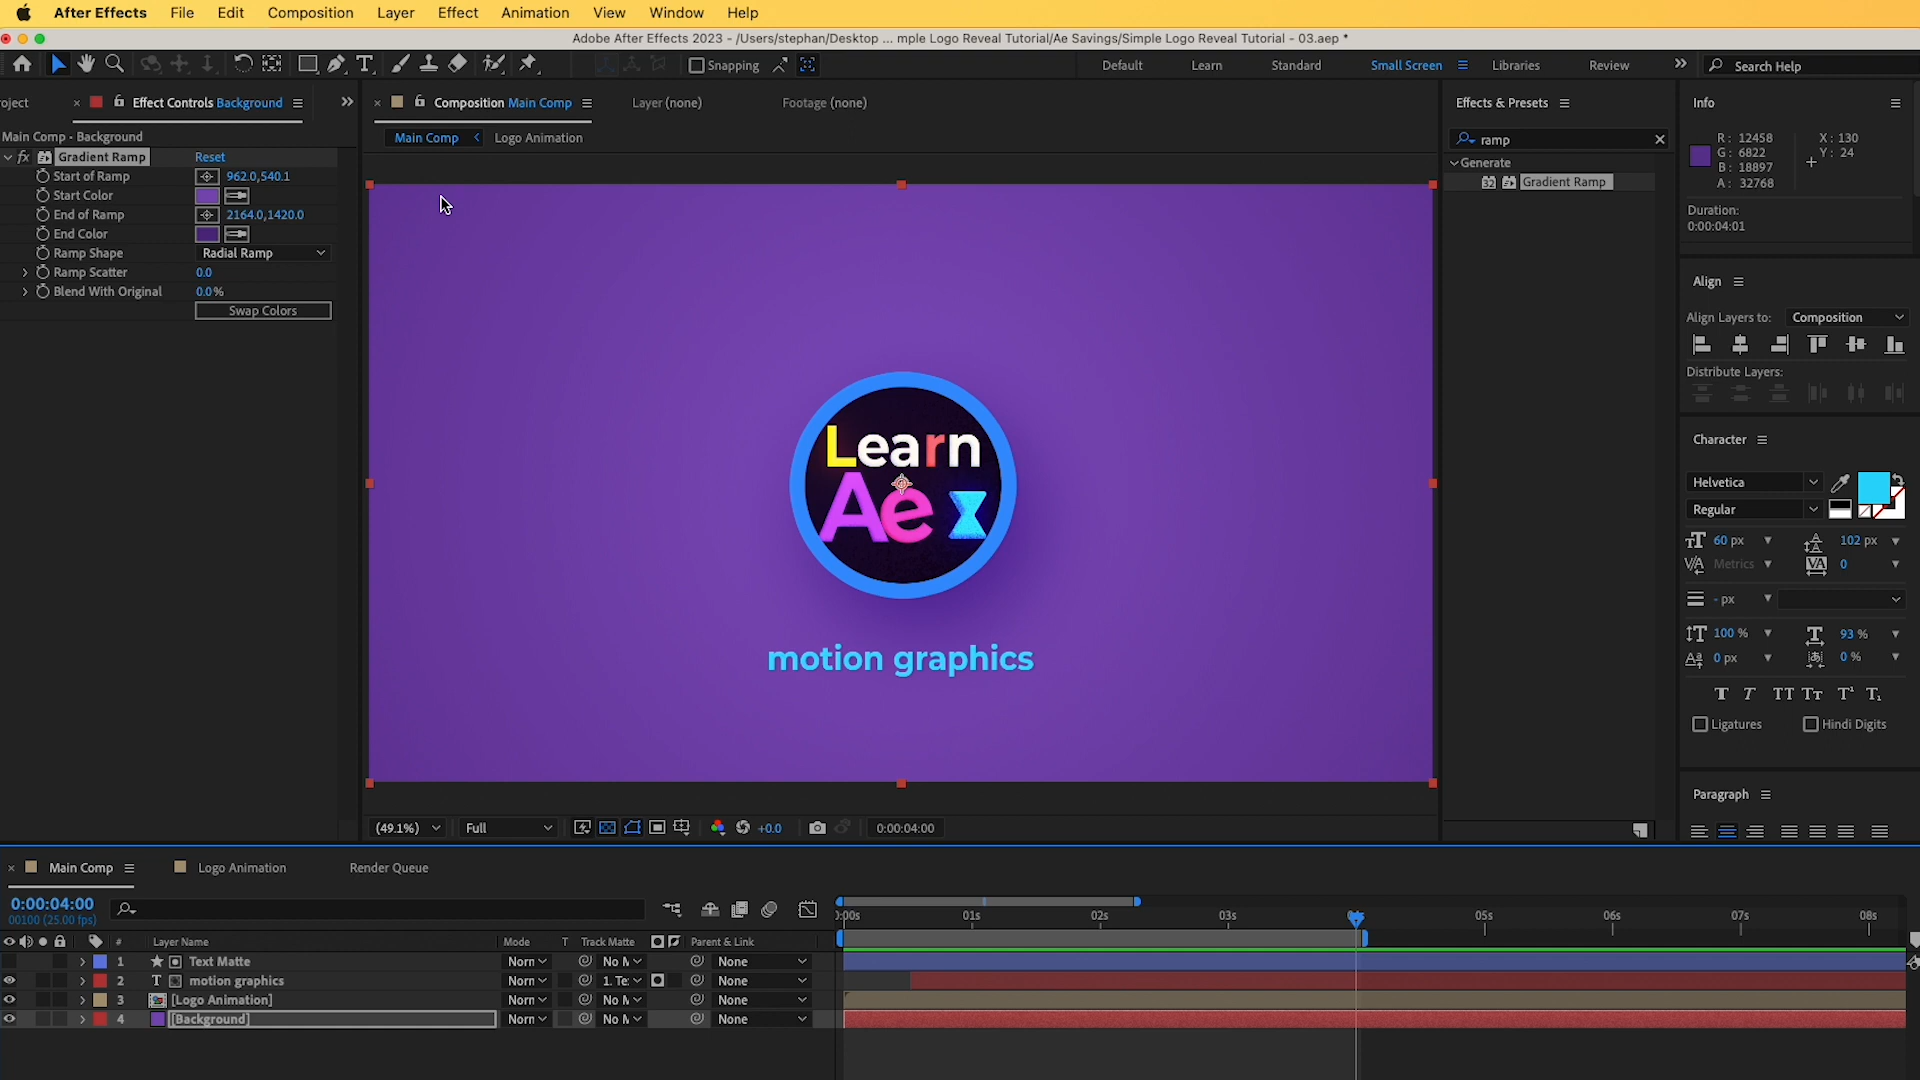 After Effects File Edit Composition Layer Effect Animation View Window Help
Adobe After Effects 2023 - /Users/stephan/Desktop ... mple Logo Reveal Tutorial/Ae Savings/Simple Logo Reveal Tutorial - 03.aep *
Snapping Default Learn Standard Small Screen Libraries Review Search Help
oject Effect Controls Background Composition Main Comp Layer (none) Footage (none) Effects & Presets Info
Main Comp Logo Animation
Main Comp - Background
Gradient Ramp Reset
Start of Ramp 962.0,540.1
Start Color
End of Ramp 2164.0,1420.0
End Color
Ramp Shape Radial Ramp
Ramp Scatter 0.0
Blend With Original 0.0%
Swap Colors
Learn
Ae
motion graphics
(49.1%) Full +0.0 0:00:04:00
ramp
Generate
32 Gradient Ramp
R: 12458 X: 130
G: 6822 Y: 24
B: 18897
A: 32768
Duration:
0:00:04:01
Align
Align Layers to: Composition
Distribute Layers:
Character
Helvetica
Regular
60 px 102 px
Metrics 0
- px
100 % 93 %
0 px 0 %
Ligatures Hindi Digits
Paragraph
Main Comp Logo Animation Render Queue
0:00:04:00
00100 (25.00 fps)
:00s 01s 02s 03s 05s 06s 07s 08s
# Layer Name Mode T Track Matte Parent & Link
1 Text Matte Norm No M None
2 motion graphics Norm 1. Te: None
3 [Logo Animation] Norm No M None
4 [Background] Norm No M None